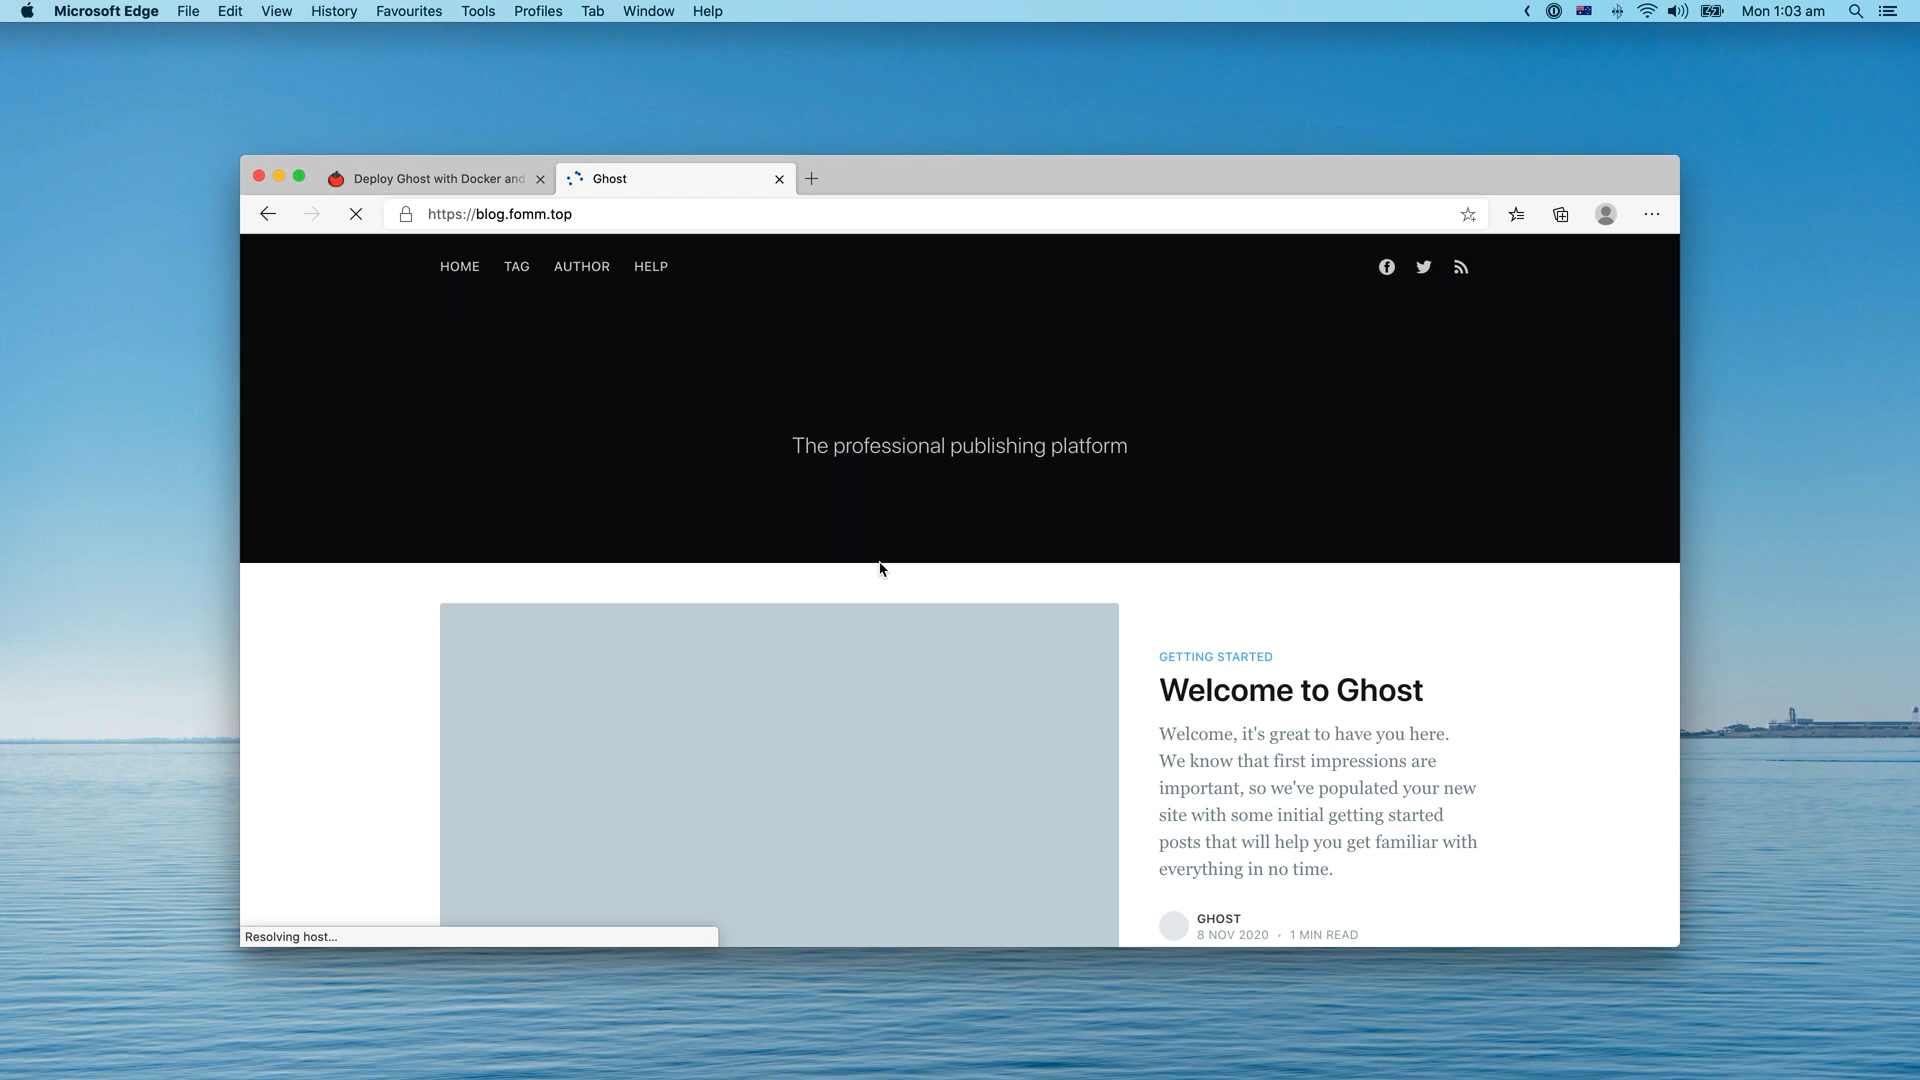 Microsoft Edge File Edit View History Favourites Tools Profiles Tab Window Help Mon 1:03 am
Deploy Ghost with Docker and Ghost
https://blog.fomm.top
HOME TAG AUTHOR HELP
The professional publishing platform
GETTING STARTED
Welcome to Ghost
Welcome, it's great to have you here.
We know that first impressions are
important, so we've populated your new
site with some initial getting started
posts that will help you get familiar with
everything in no time.
GHOST
8 NOV 2020 • 1 MIN READ
Resolving host...